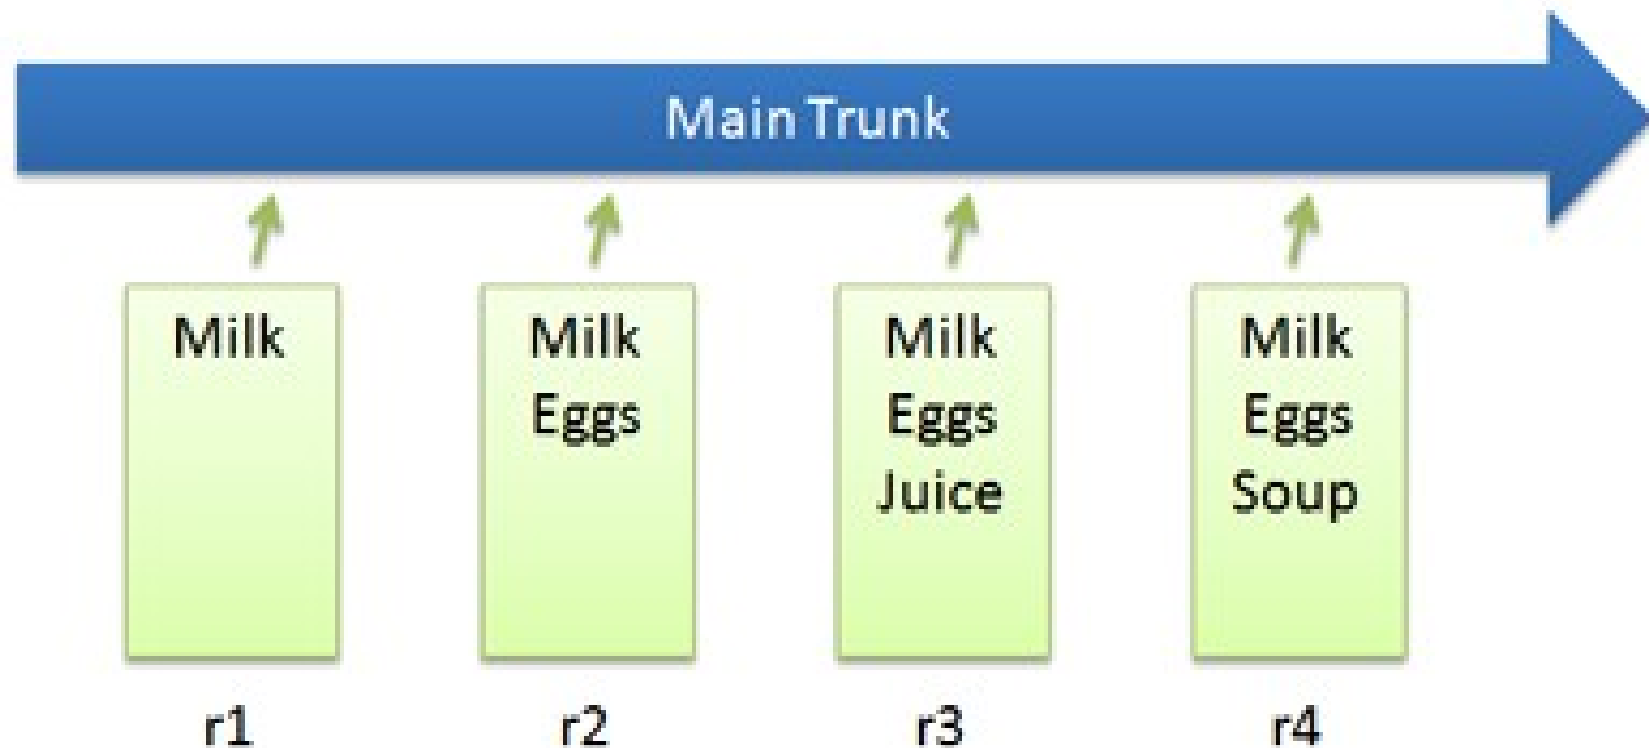 Main Trunk
Milk
Milk
Eggs
Milk
Eggs
Juice
Milk
Eggs
Soup
r1
r2
r3
r4